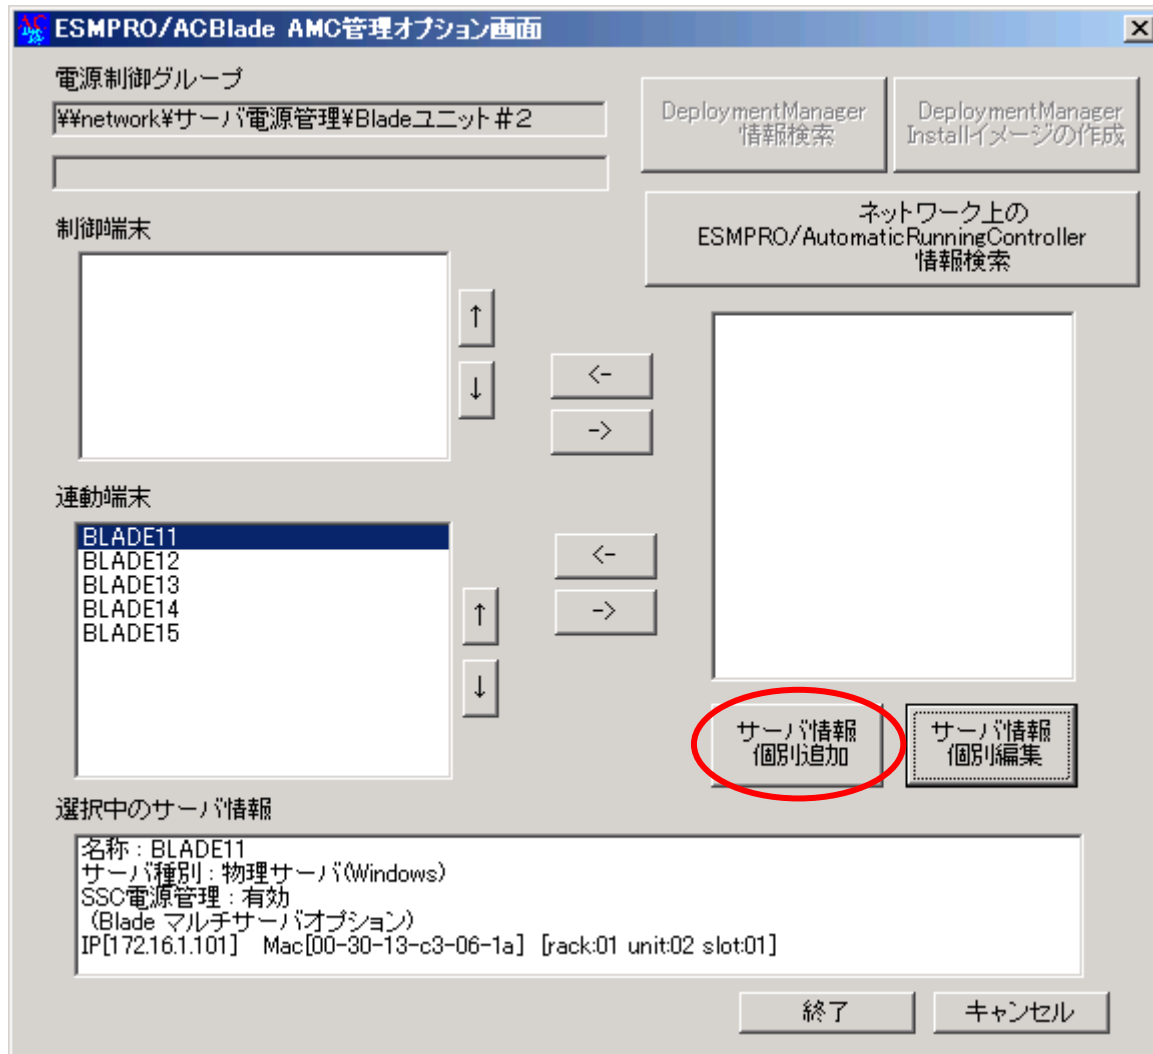 ESMPRO/ACBlade AMC管理オプション画面
電源制御グループ
¥¥network¥サーバ電源管理¥Bladeユニット#2
DeploymentManager
情報検索
DeploymentManager
Installイメージの作成
ネットワーク上の
ESMPRO/AutomaticRunningController
情報検索
制御端末
↑
↓
<-
->
連動端末
BLADE11
BLADE12
BLADE13
BLADE14
BLADE15
↑
↓
<-
->
サーバ情報
個別追加
サーバ情報
個別編集
選択中のサーバ情報
名称:BLADE11
サーバ種別:物理サーバ(Windows)
SSC電源管理:有効
(Blade マルチサーバオプション)
IP[172.16.1.101] Mac[00-30-13-c3-06-1a] [rack:01 unit:02 slot:01]
終了
キャンセル